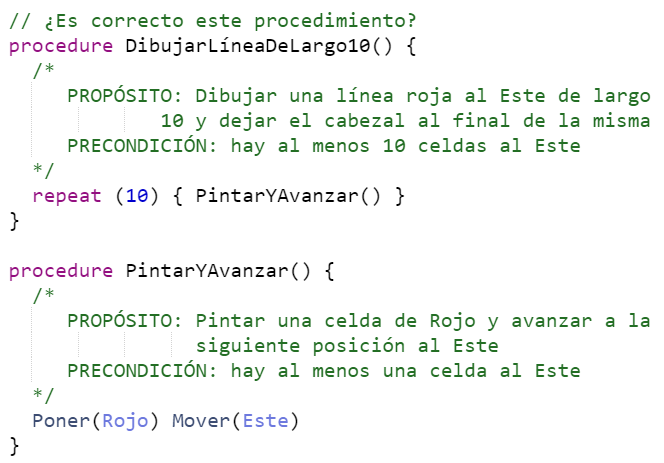 // ¿Es correcto este procedimiento?
procedure DibujarLíneaDeLargo10() {
  /*
     PROPÓSITO: Dibujar una línea roja al Este de largo
             10 y dejar el cabezal al final de la misma
     PRECONDICIÓN: hay al menos 10 celdas al Este
  */
  repeat (10) { PintarYAvanzar() }
}

procedure PintarYAvanzar() {
  /*
     PROPÓSITO: Pintar una celda de Rojo y avanzar a la
                siguiente posición al Este
     PRECONDICIÓN: hay al menos una celda al Este
  */
  Poner(Rojo) Mover(Este)
}